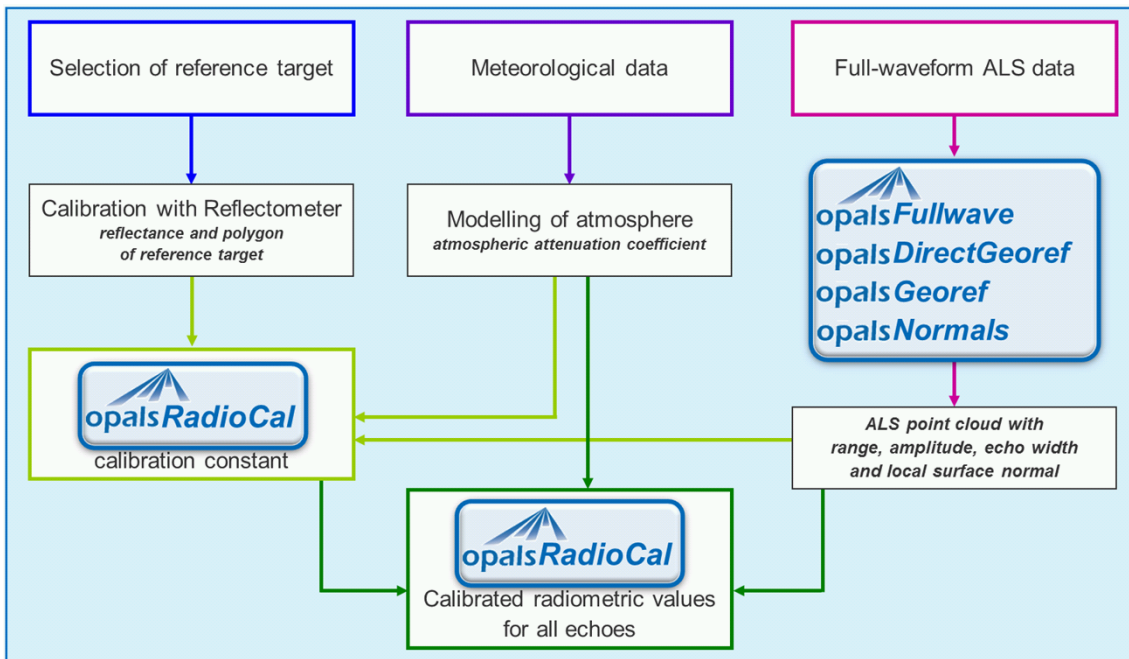 Selection of reference target
Meteorological data
Full-waveform ALS data
Calibration with Reflectometer
reflectance and polygon
of reference target
Modelling of atmosphere
atmospheric attenuation coefficient
opalsFullwave
opalsDirectGeoref
opalsGeoref
opalsNormals
opalsRadioCal
calibration constant
ALS point cloud with
range, amplitude, echo width
and local surface normal
opalsRadioCal
Calibrated radiometric values
for all echoes